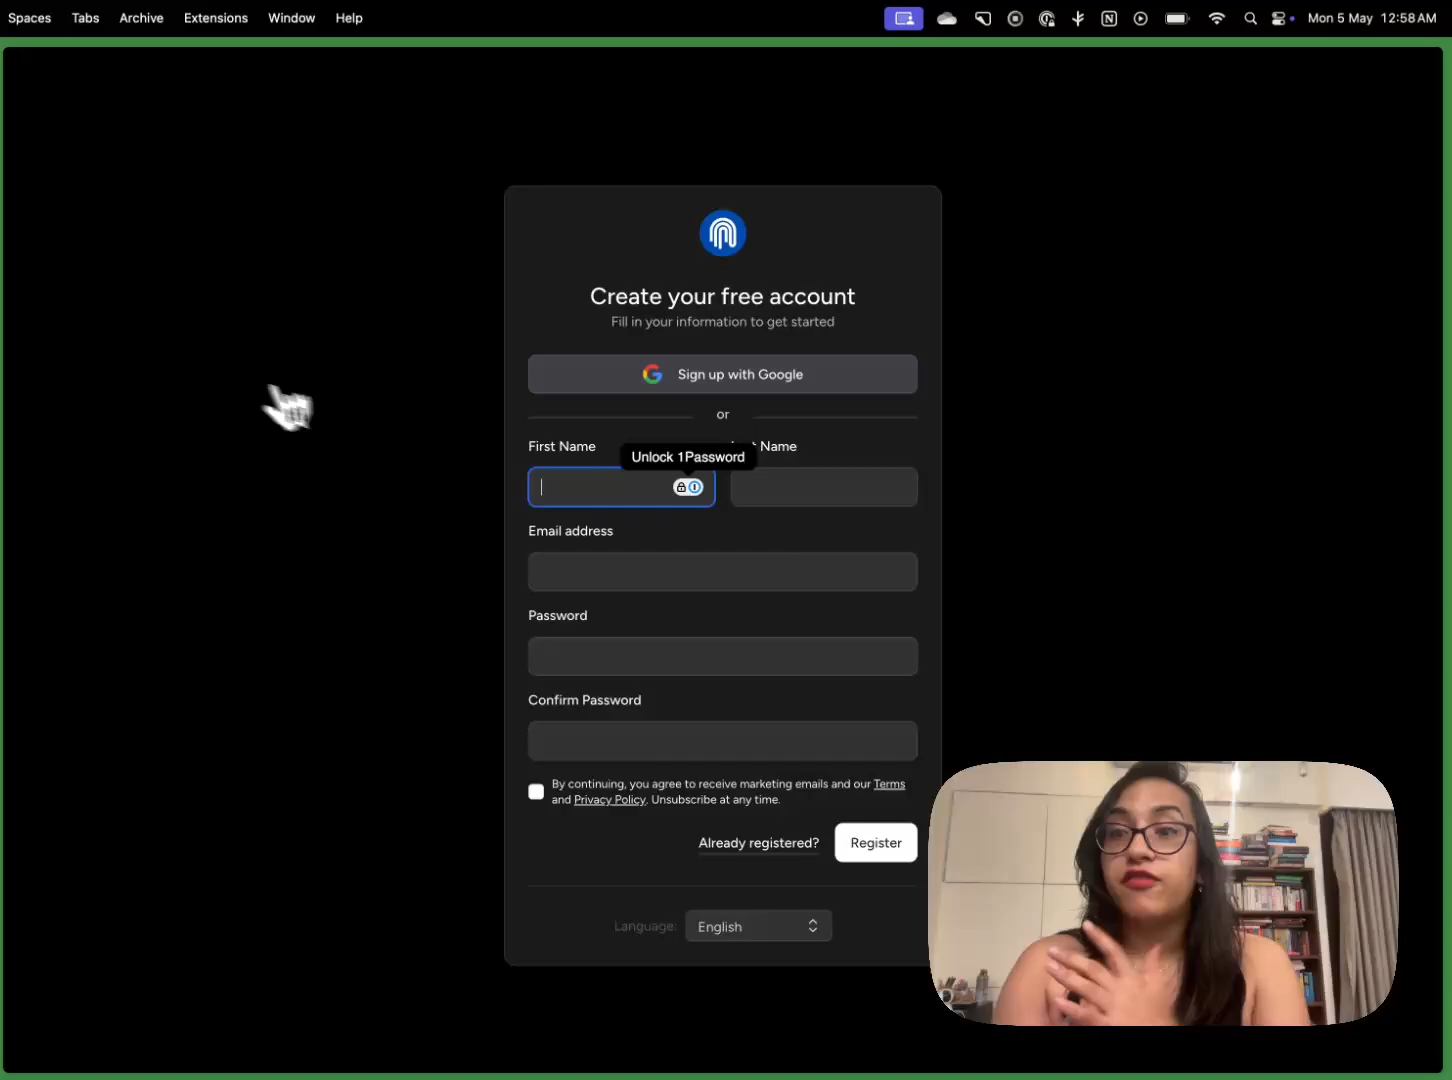 Spaces Tabs Archive Extensions Window Help
Mon 5 May 12:58 AM
Create your free account
Fill in your information to get started
Sign up with Google
or
First Name
Name
Unlock 1Password
Email address
Password
Confirm Password
By continuing, you agree to receive marketing emails and our Terms
and Privacy Policy. Unsubscribe at any time.
Already registered?
Register
Language:
English